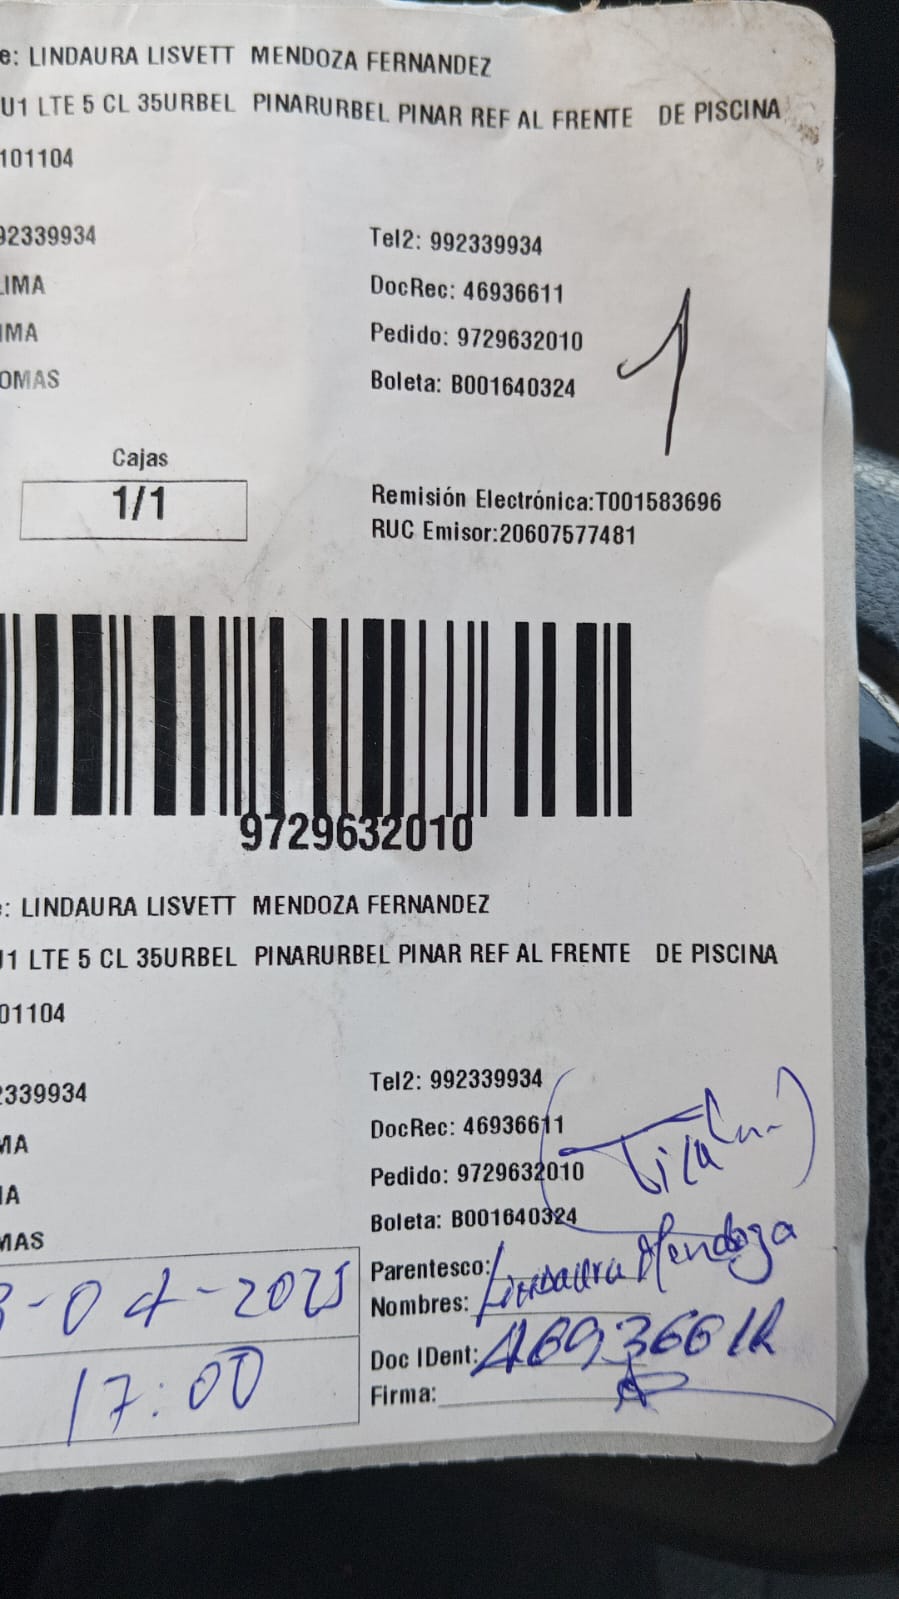 e: LINDAURA LISVETT MENDOZA FERNANDEZ
U1 LTE 5 CL 35URBEL PINARURBEL PINAR REF AL FRENTE DE PISCINA
101104
92339934 Tel2: 992339934
LIMA DocRec: 46936611
IMA Pedido: 9729632010
OMAS Boleta: B001640324
1
Cajas
1/1
Remisión Electrónica:T001583696
RUC Emisor:20607577481
9729632010
e: LINDAURA LISVETT MENDOZA FERNANDEZ
U1 LTE 5 CL 35URBEL PINARURBEL PINAR REF AL FRENTE DE PISCINA
01104
2339934 Tel2: 992339934
MA DocRec: 46936611
IA Pedido: 9729632010
MAS Boleta: B001640324
Parentesco:
Nombres: Lindaura Mendoza
-04-2025
Doc IDent: 46936611
17:00
Firma: